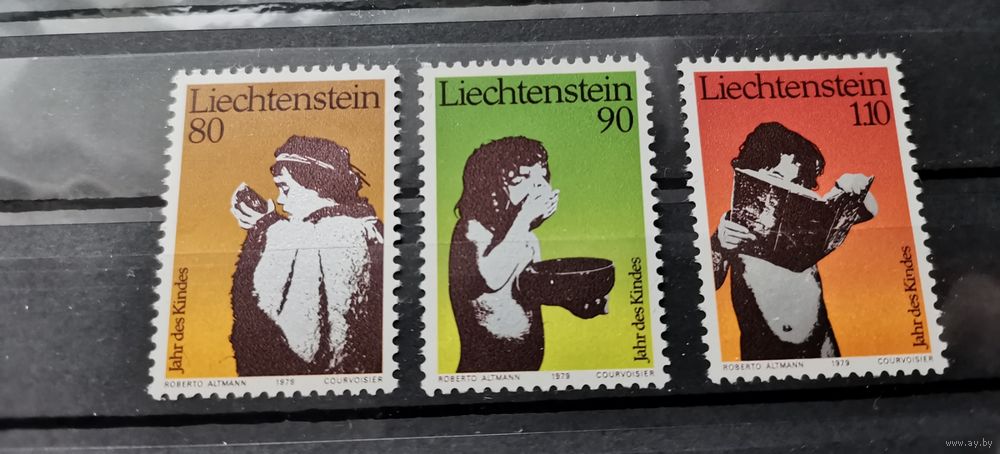 Liechtenstein
80
Jahr des Kindes
ROBERTO ALTMANN 1979 COURVOISIER
Liechtenstein
90
Jahr des Kindes
ROBERTO ALTMANN 1979 COURVOISIER
Liechtenstein
1.10
Jahr des Kindes
ROBERTO ALTMANN 1979 COURVOISIER
www.ay.by